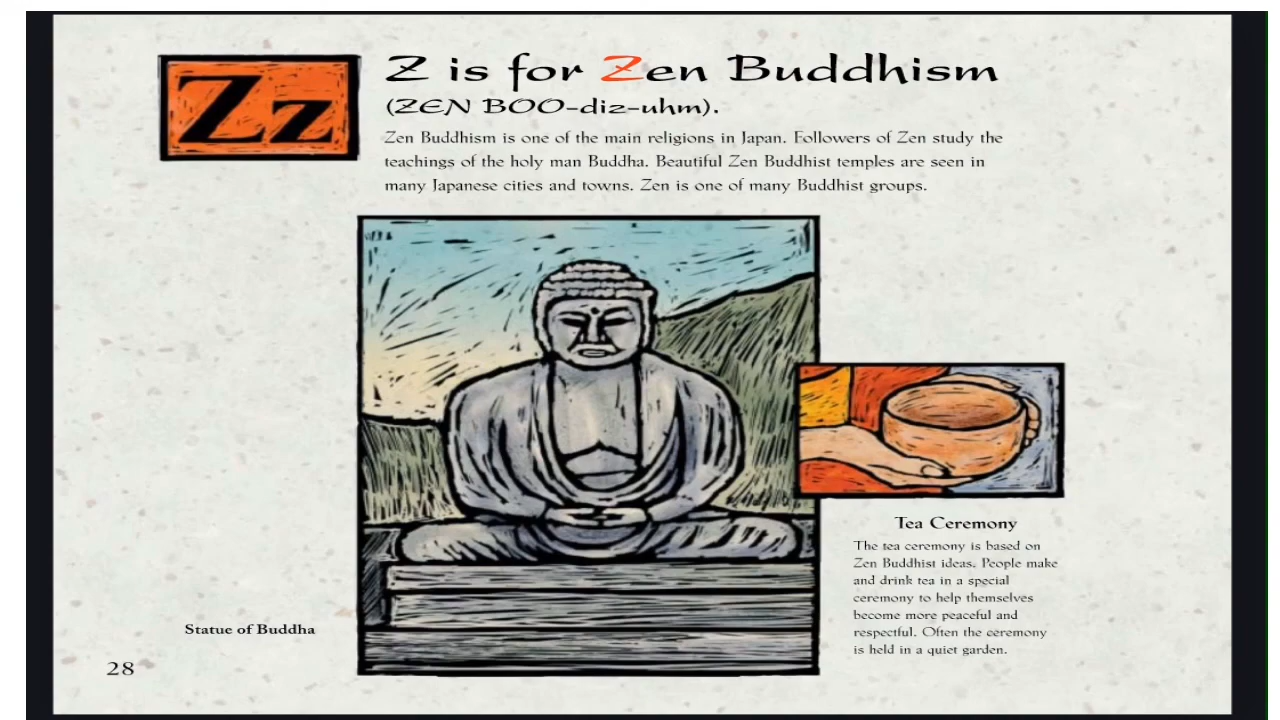 Zz
Z is for Zen Buddhism
(ZEN BOO-diz-uhm).
Zen Buddhism is one of the main religions in Japan. Followers of Zen study the
teachings of the holy man Buddha. Beautiful Zen Buddhist temples are seen in
many Japanese cities and towns. Zen is one of many Buddhist groups.
Tea Ceremony
The tea ceremony is based on
Zen Buddhist ideas. People make
and drink tea in a special
ceremony to help themselves
become more peaceful and
respectful. Often the ceremony
is held in a quiet garden.
Statue of Buddha
28